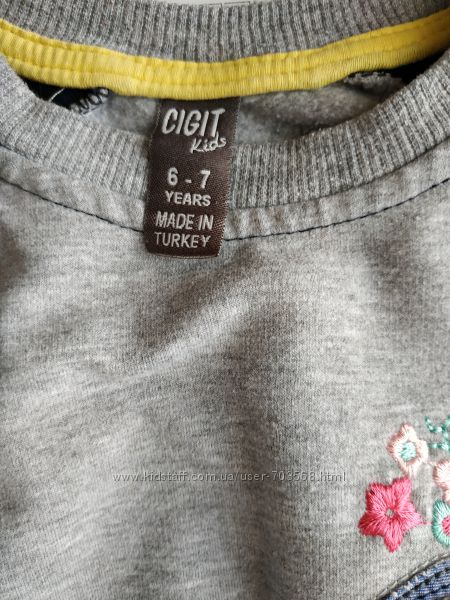 CIGIT
Kids
6 - 7
YEARS
MADE IN
TURKEY
www.kidstaff.com.ua/user-703568.html